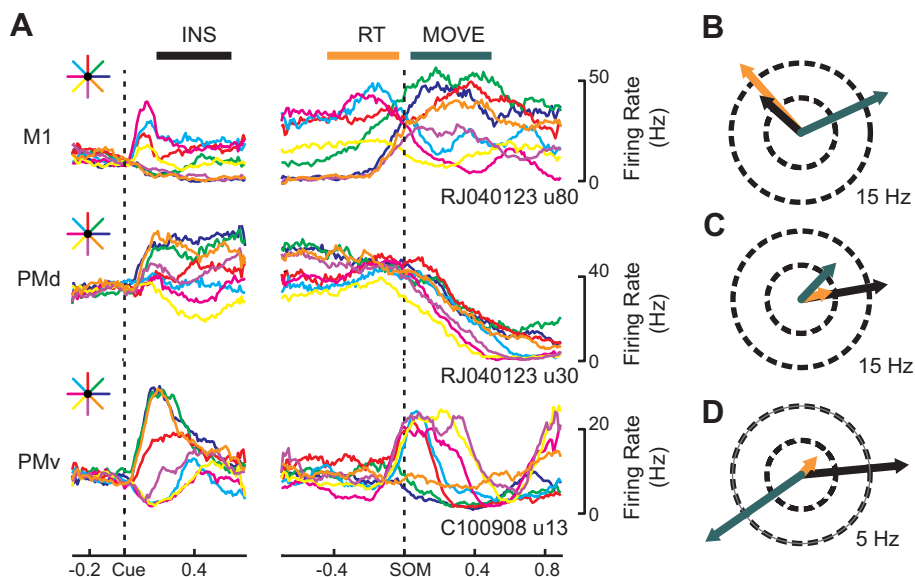 A
INS
RT
MOVE
B
M1
50
0
Firing Rate
(Hz)
RJ040123 u80
15 Hz
C
PMd
40
0
Firing Rate
(Hz)
RJ040123 u30
15 Hz
D
PMv
20
0
Firing Rate
(Hz)
C100908 u13
5 Hz
-0.2 Cue 0.4 -0.4 SOM 0.4 0.8